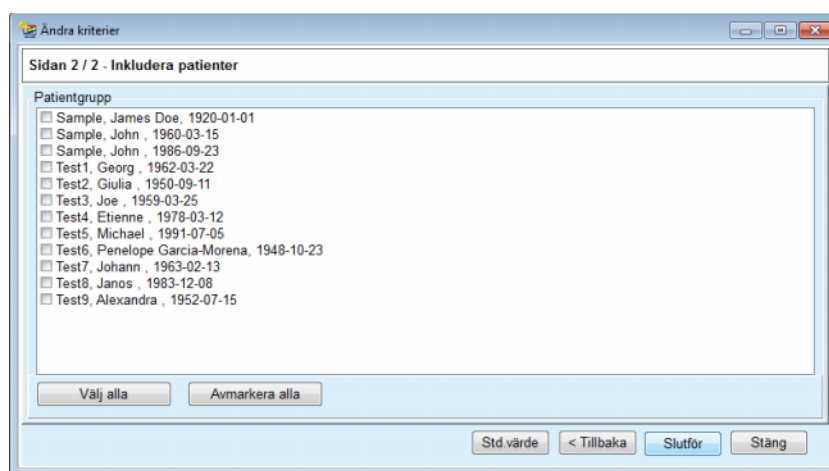 Ändra kriterier
Sidan 2 / 2 - Inkludera patienter
Patientgrupp
Sample, James Doe, 1920-01-01
Sample, John , 1960-03-15
Sample, John , 1986-09-23
Test1, Georg , 1962-03-22
Test2, Giulia , 1950-09-11
Test3, Joe , 1959-03-25
Test4, Etienne , 1978-03-12
Test5, Michael , 1991-07-05
Test6, Penelope Garcia-Morena, 1948-10-23
Test7, Johann , 1963-02-13
Test8, Janos , 1983-12-08
Test9, Alexandra , 1952-07-15
Välj alla Avmarkera alla
Std.värde < Tillbaka Slutför Stäng